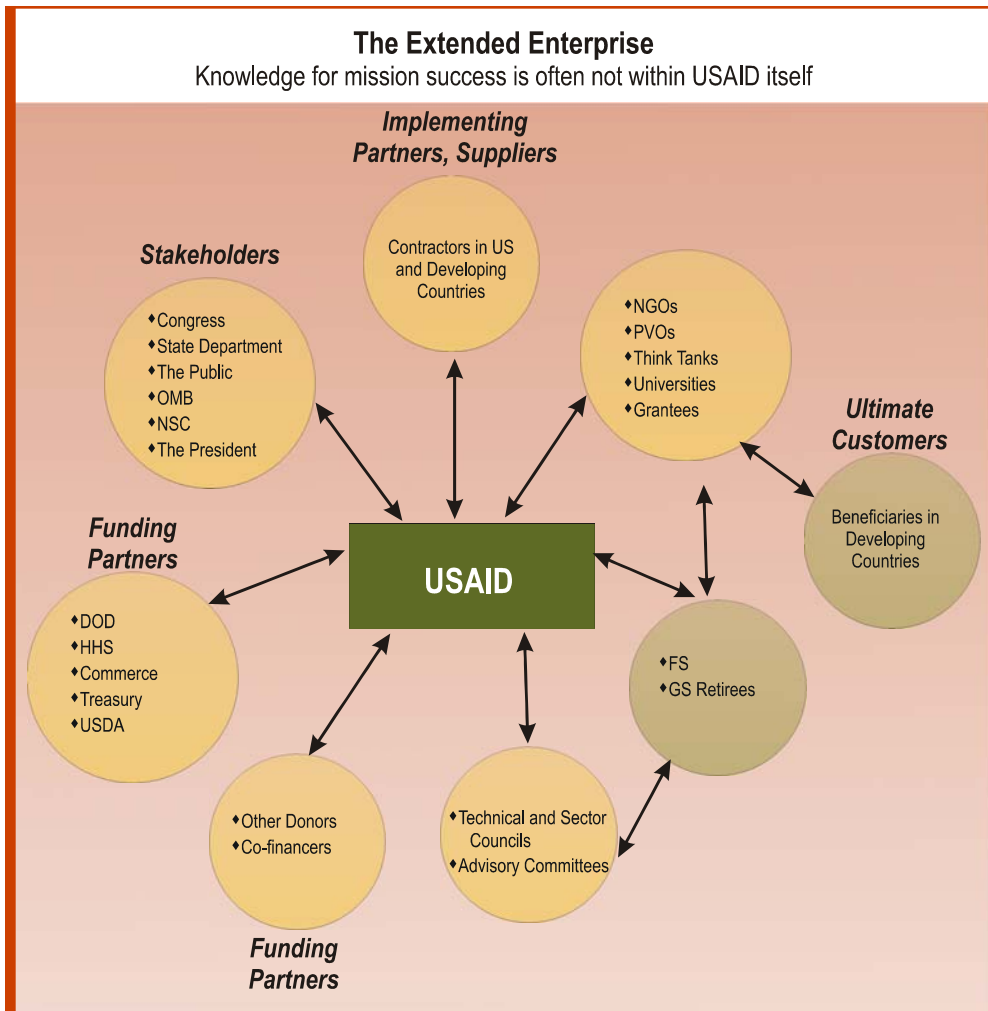 The Extended Enterprise
Knowledge for mission success is often not within USAID itself
Implementing
Partners, Suppliers
Contractors in US
and Developing
Countries
Stakeholders
♦Congress
♦State Department
♦The Public
♦OMB
♦NSC
♦The President
♦NGOs
♦PVOs
♦Think Tanks
♦Universities
♦Grantees
Ultimate
Customers
Beneficiaries in
Developing
Countries
Funding
Partners
♦DOD
♦HHS
♦Commerce
♦Treasury
♦USDA
USAID
♦FS
♦GS Retirees
♦Other Donors
♦Co-financers
Funding
Partners
♦Technical and Sector
Councils
♦Advisory Committees